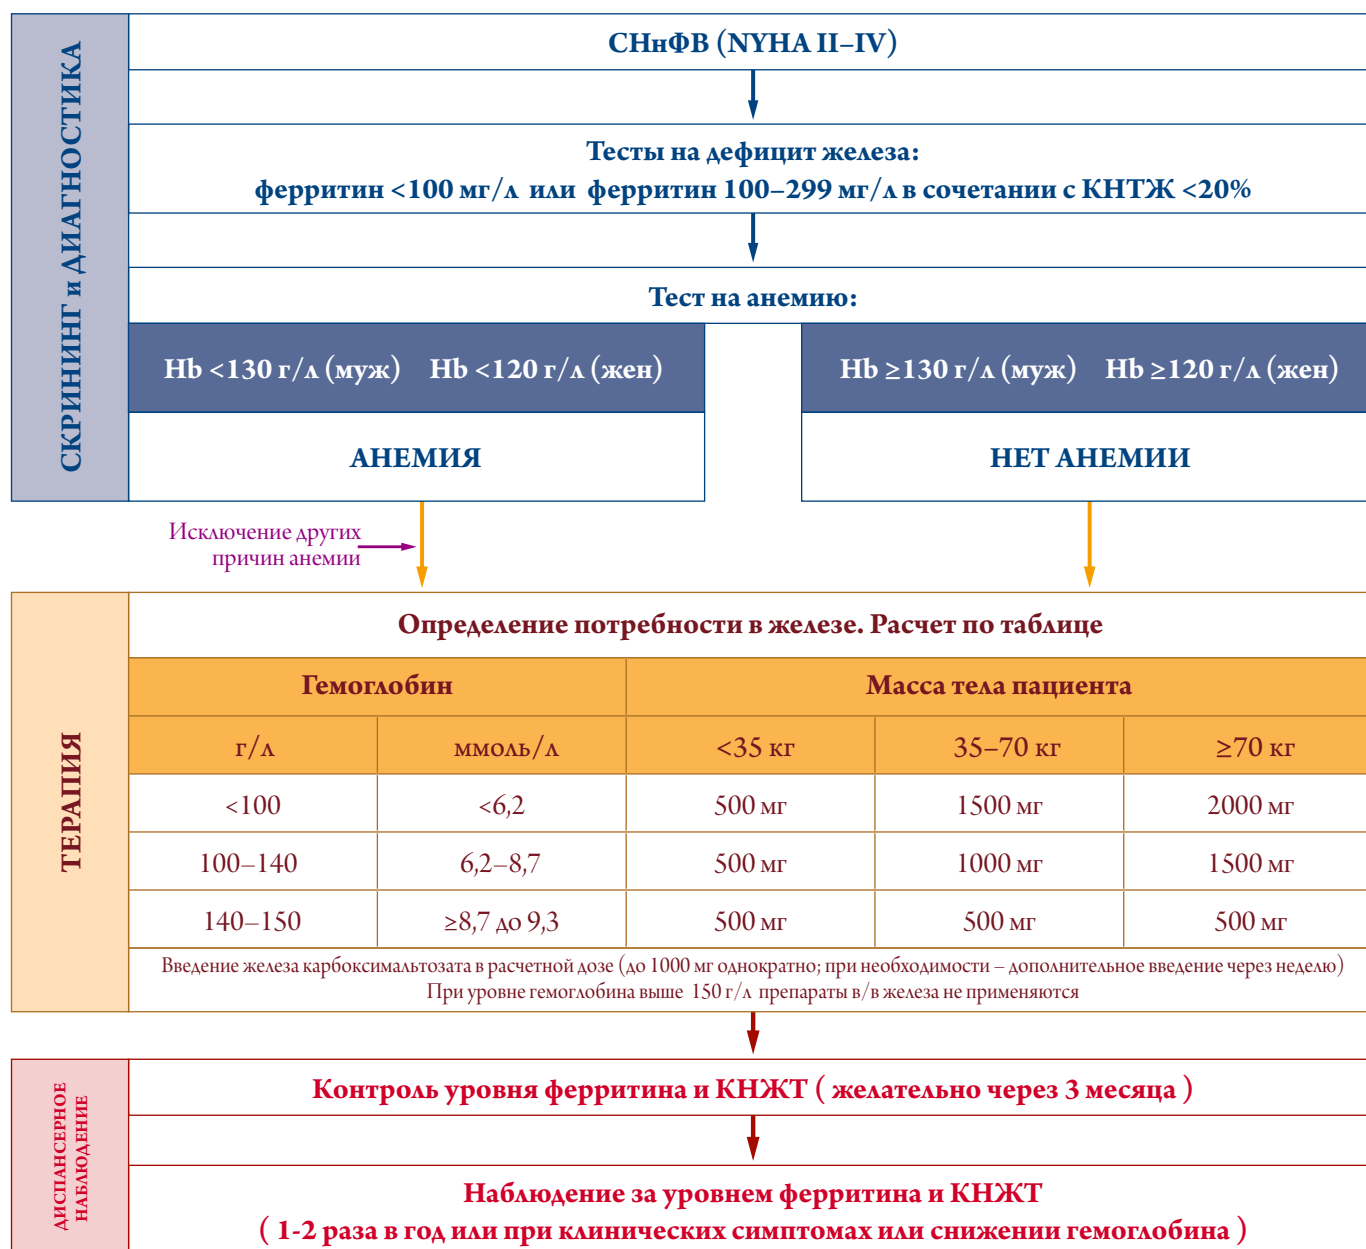 СКРИНИНГ и ДИАГНОСТИКА
СНнФВ (NYHA II–IV)
Тесты на дефицит железа:
ферритин <100 мг/л или ферритин 100–299 мг/л в сочетании с КНТЖ <20%
Тест на анемию:
Hb <130 г/л (муж) Hb <120 г/л (жен)
Hb ≥130 г/л (муж) Hb ≥120 г/л (жен)
АНЕМИЯ
НЕТ АНЕМИИ
Исключение других
причин анемии
ТЕРАПИЯ
Определение потребности в железе. Расчет по таблице
Гемоглобин Масса тела пациента
г/л ммоль/л <35 кг 35–70 кг ≥70 кг
<100 <6,2 500 мг 1500 мг 2000 мг
100–140 6,2–8,7 500 мг 1000 мг 1500 мг
140–150 ≥8,7 до 9,3 500 мг 500 мг 500 мг
Введение железа карбоксимальтозата в расчетной дозе (до 1000 мг однократно; при необходимости – дополнительное введение через неделю)
При уровне гемоглобина выше 150 г/л препараты в/в железа не применяются
ДИСПАНСЕРНОЕ
НАБЛЮДЕНИЕ
Контроль уровня ферритина и КНЖТ ( желательно через 3 месяца )
Наблюдение за уровнем ферритина и КНЖТ
( 1-2 раза в год или при клинических симптомах или снижении гемоглобина )